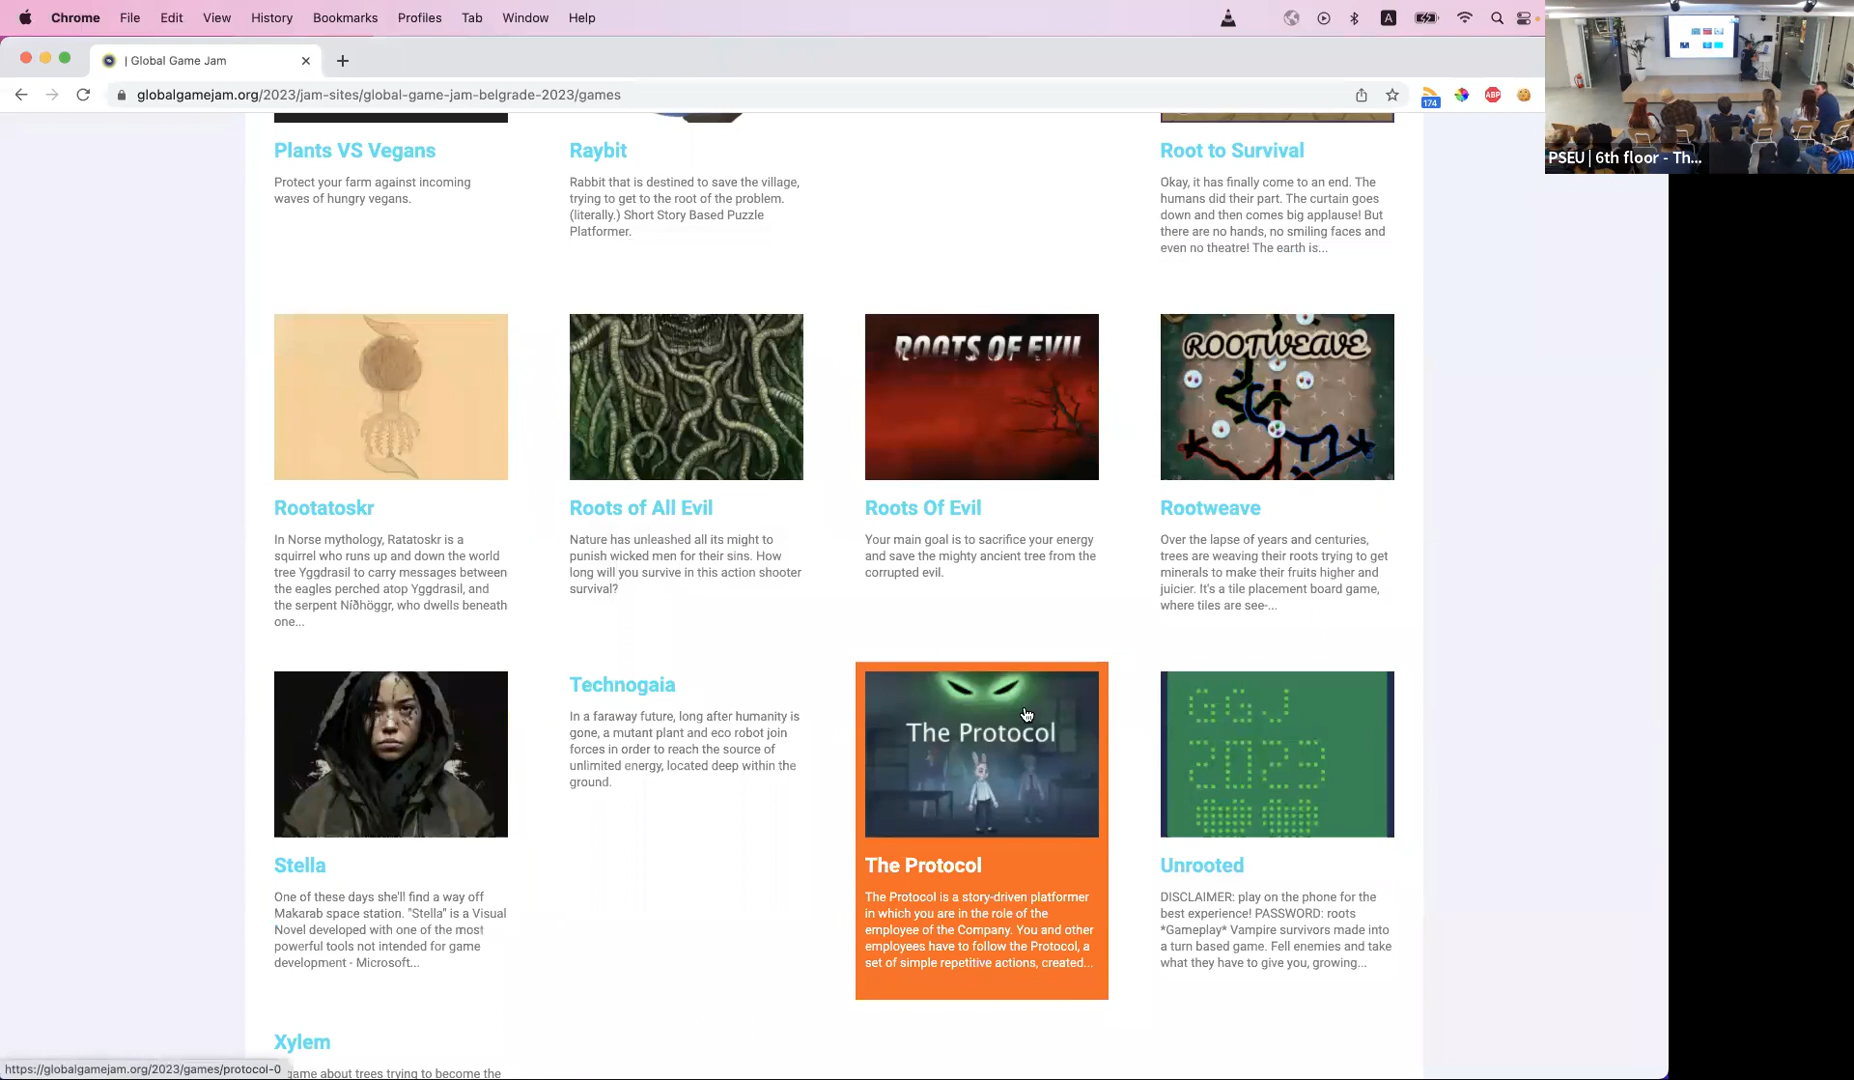 Chrome File Edit View History Bookmarks Profiles Tab Window Help
| Global Game Jam
globalgamejam.org/2023/jam-sites/global-game-jam-belgrade-2023/games
174
ABP
PSEU | 6th floor - Th...
Plants VS Vegans
Protect your farm against incoming
waves of hungry vegans.
Raybit
Rabbit that is destined to save the village,
trying to get to the root of the problem.
(literally.) Short Story Based Puzzle
Platformer.
Root to Survival
Okay, it has finally come to an end. The
humans did their part. The curtain goes
down and then comes big applause! But
there are no hands, no smiling faces and
even no theatre! The earth is...
Rootatoskr
In Norse mythology, Ratatoskr is a
squirrel who runs up and down the world
tree Yggdrasil to carry messages between
the eagles perched atop Yggdrasil, and
the serpent Níðhöggr, who dwells beneath
one...
Roots of All Evil
Nature has unleashed all its might to
punish wicked men for their sins. How
long will you survive in this action shooter
survival?
ROOTS OF EVIL
Roots Of Evil
Your main goal is to sacrifice your energy
and save the mighty ancient tree from the
corrupted evil.
ROOTWEAVE
Rootweave
Over the lapse of years and centuries,
trees are weaving their roots trying to get
minerals to make their fruits higher and
juicier. It's a tile placement board game,
where tiles are see-...
Stella
One of these days she'll find a way off
Makarab space station. "Stella" is a Visual
Novel developed with one of the most
powerful tools not intended for game
development - Microsoft...
Technogaia
In a faraway future, long after humanity is
gone, a mutant plant and eco robot join
forces in order to reach the source of
unlimited energy, located deep within the
ground.
The Protocol
The Protocol
The Protocol is a story-driven platformer
in which you are in the role of the
employee of the Company. You and other
employees have to follow the Protocol, a
set of simple repetitive actions, created...
GGJ
2023
Unrooted
DISCLAIMER: play on the phone for the
best experience! PASSWORD: roots
*Gameplay* Vampire survivors made into
a turn based game. Fell enemies and take
what they have to give you, growing...
Xylem
game about trees trying to become the
https://globalgamejam.org/2023/games/protocol-0